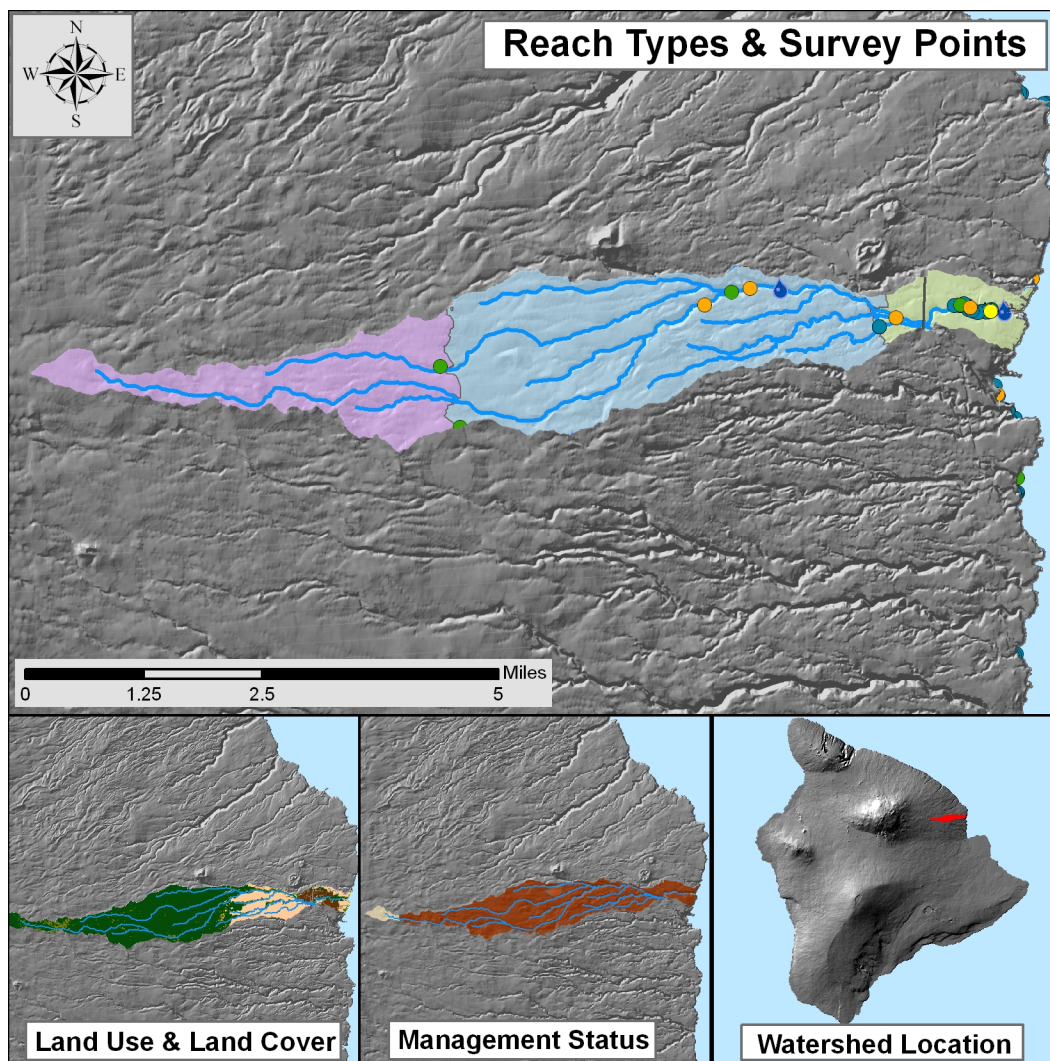 Reach Types & Survey Points
N
W E
S
Miles
0 1.25 2.5 5
Land Use & Land Cover
Management Status
Watershed Location